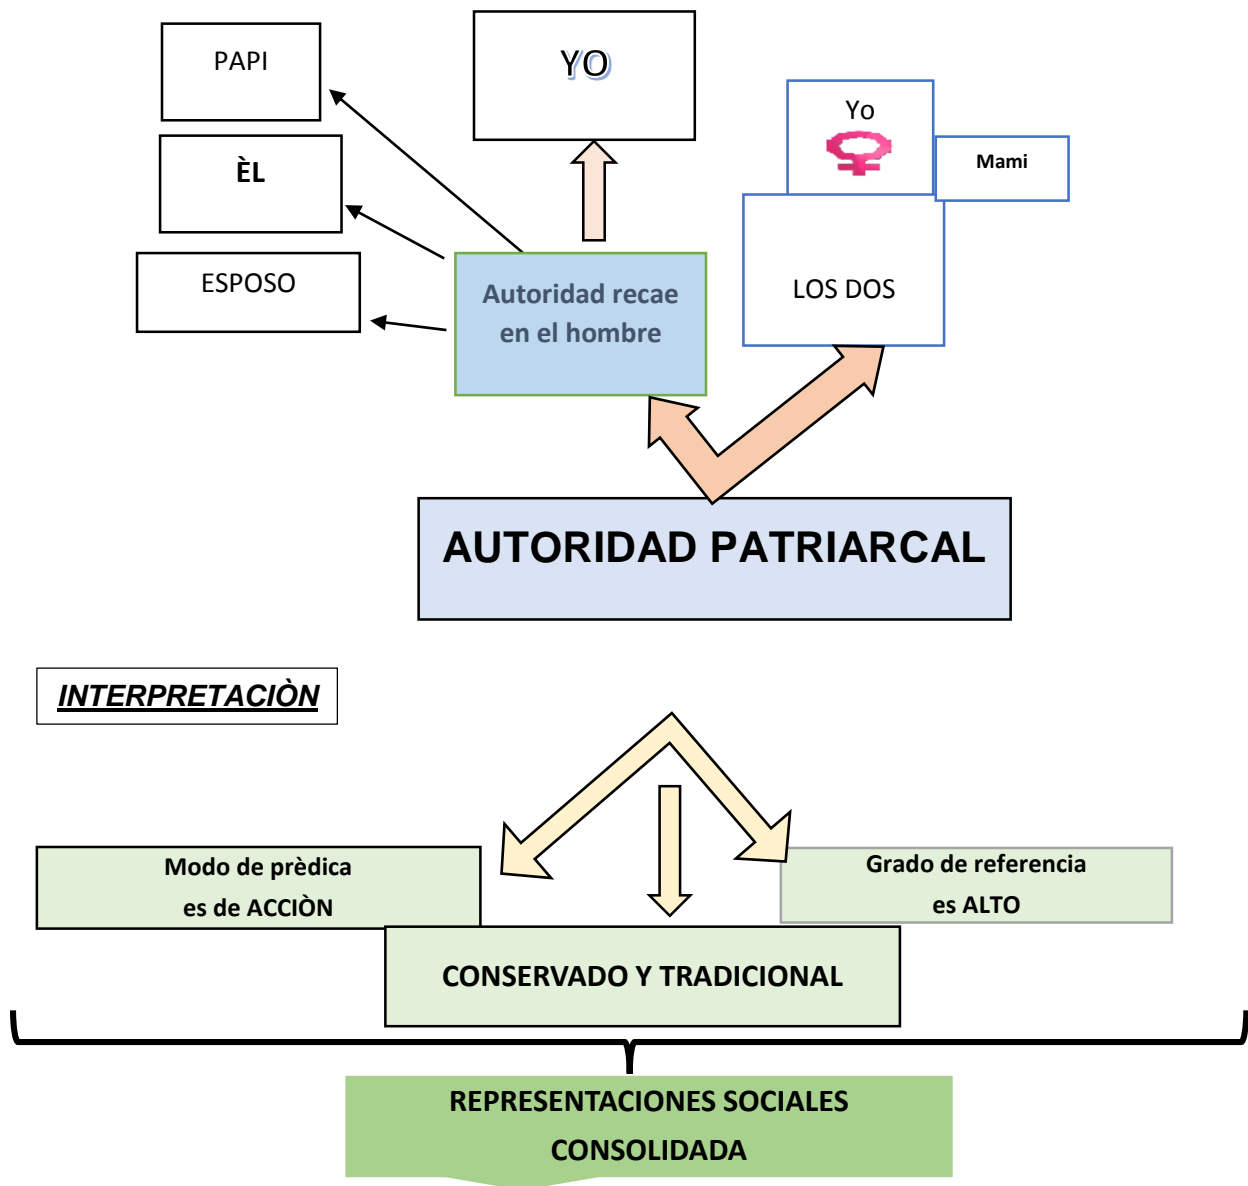 PAPI
YO
Yo
Mami
ÈL
ESPOSO
Autoridad recae
en el hombre
LOS DOS
AUTORIDAD PATRIARCAL
INTERPRETACIÒN
Modo de prèdica
es de ACCIÒN
Grado de referencia
es ALTO
CONSERVADO Y TRADICIONAL
REPRESENTACIONES SOCIALES
CONSOLIDADA